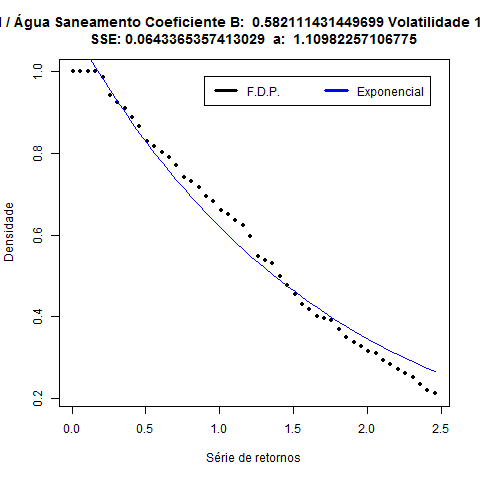 / Água Saneamento Coeficiente B: 0.582111431449699 Volatilidade 1
SSE: 0.0643365357413029 a: 1.10982257106775
F.D.P.
Exponencial
Densidade
1.0
0.8
0.6
0.4
0.2
0.0
0.5
1.0
1.5
2.0
2.5
Série de retornos